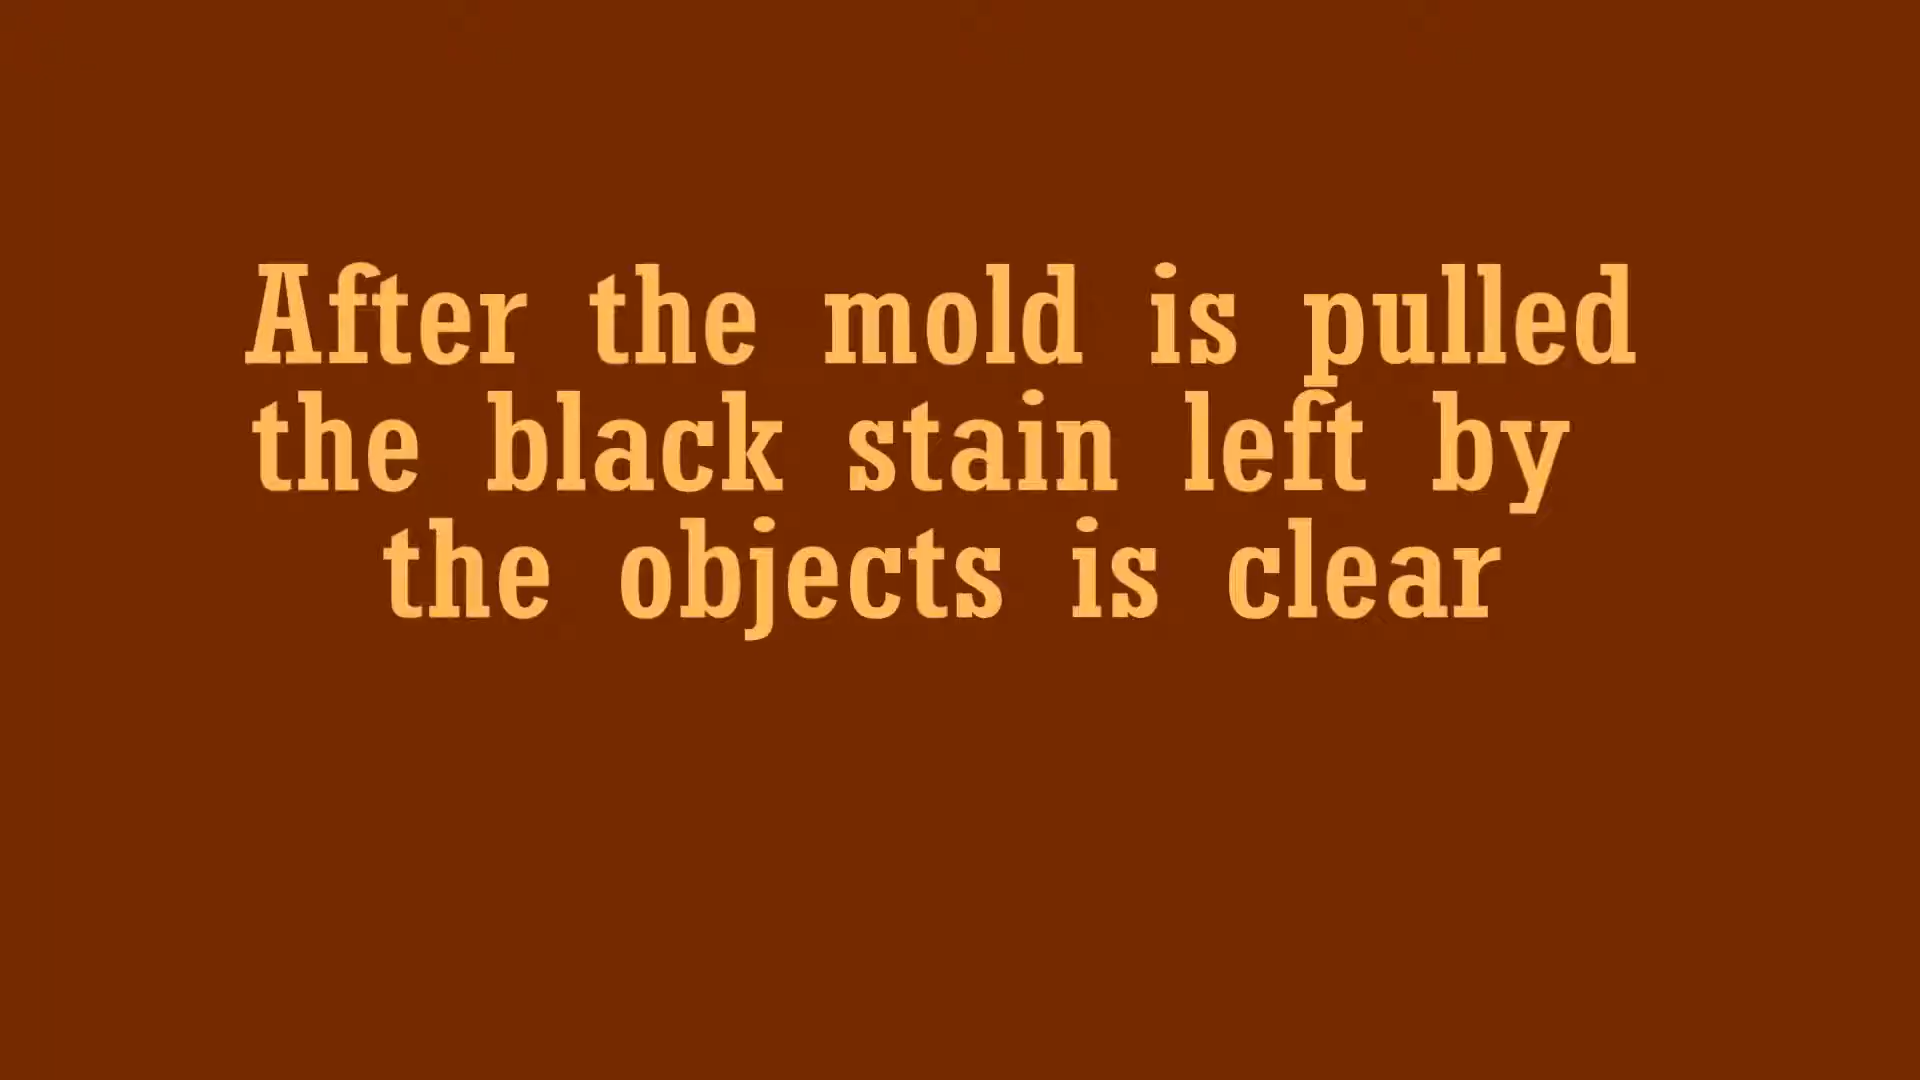 After the mold is pulled
the black stain left by
the objects is clear